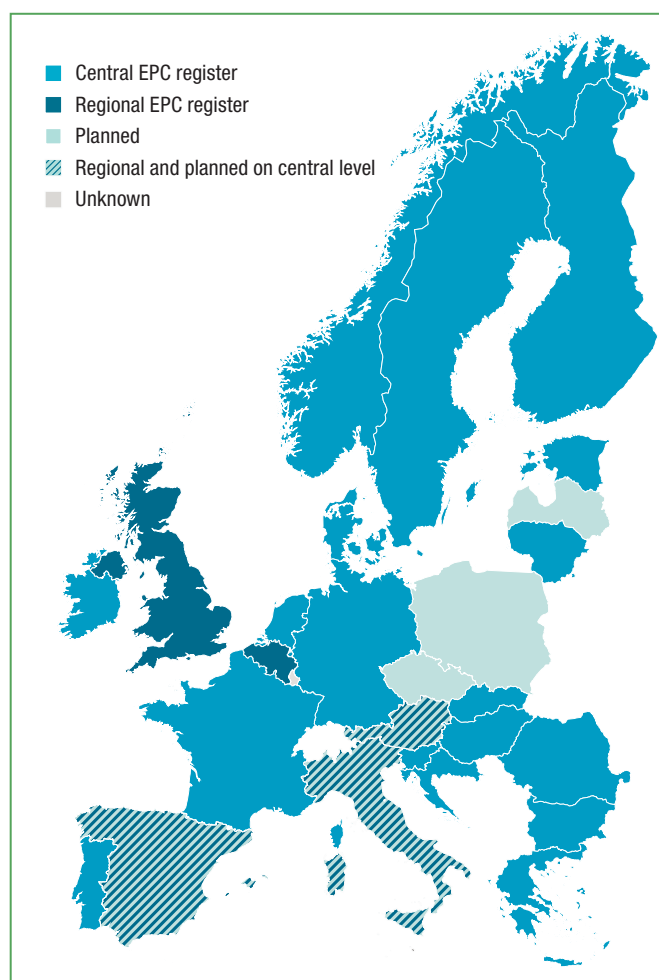 Central EPC register
Regional EPC register
Planned
Regional and planned on central level
Unknown